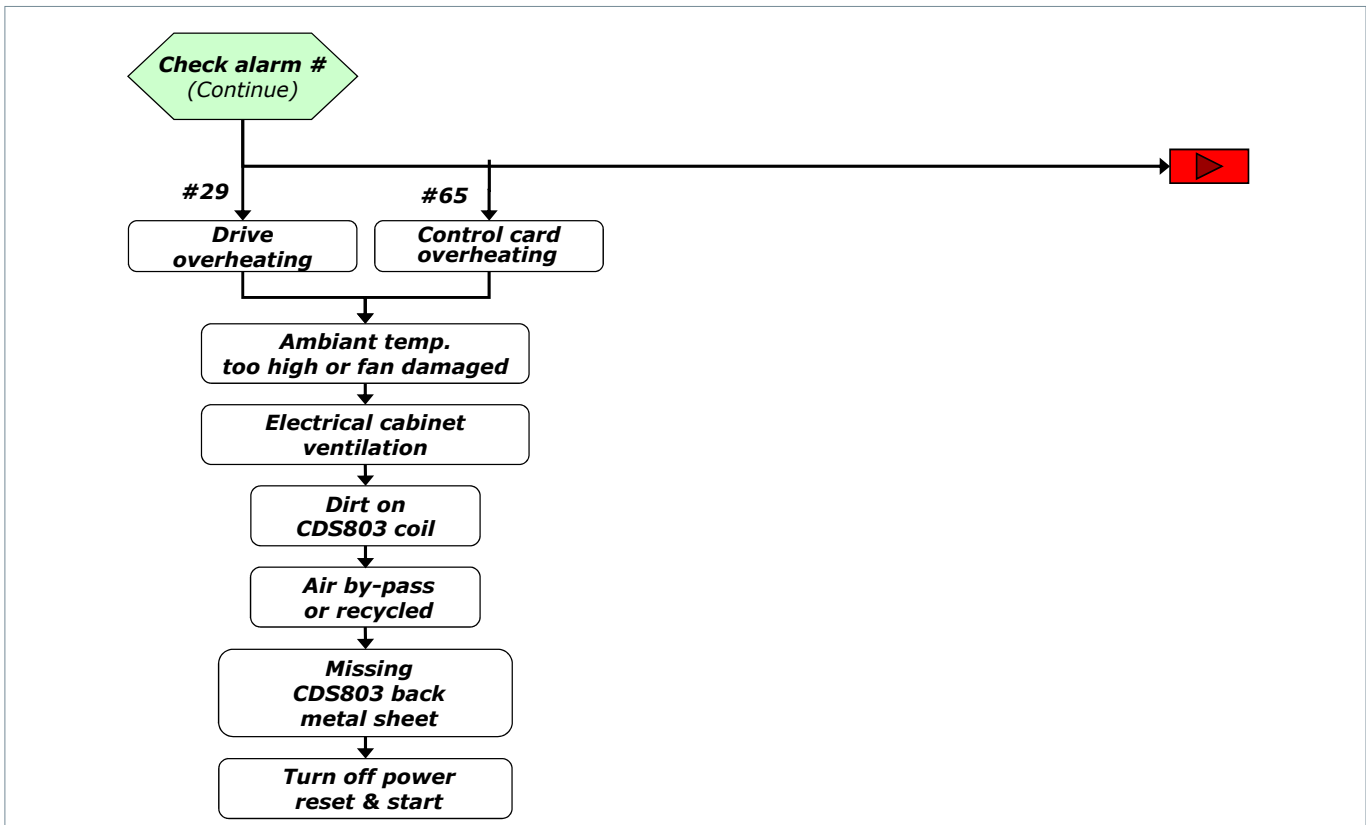 Check alarm #
(Continue)
#29
#65
Drive
overheating
Control card
overheating
Ambiant temp.
too high or fan damaged
Electrical cabinet
ventilation
Dirt on
CDS803 coil
Air by-pass
or recycled
Missing
CDS803 back
metal sheet
Turn off power
reset & start